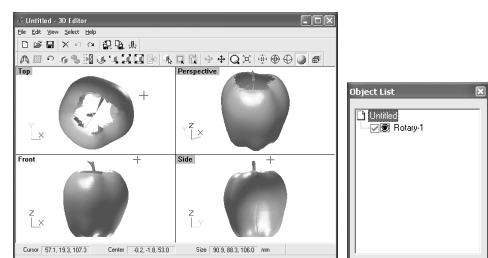 Untitled - 3D Editor
File Edit View Select Help
Top
Perspective
Y
X
Z
Y X
Front
Side
Z
X
Z
Y
Cursor 57.1, 19.3, 107.3 Center -0.2, -1.8, 53.0 Size 90.9, 88.3, 106.0 mm
Object List
Untitled
Rotary-1